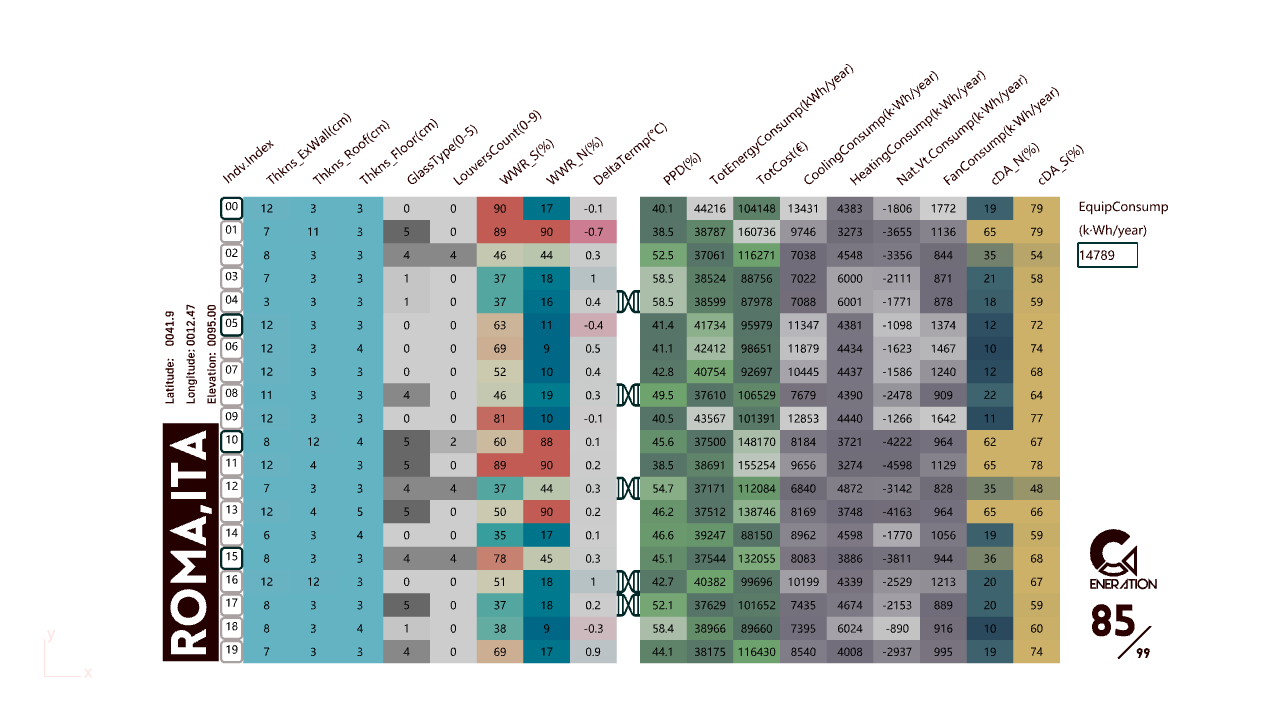 Indv.Index Thkns_ExWall(cm) Thkns_Roof(cm) Thkns_Floor(cm) GlassType(0-5) LouversCount(0-9) WWR_S(%) WWR_N(%) DeltaTermp(°C) PPD(%) TotEnergyConsump(kWh/year) TotCost(€) CoolingConsump(k·Wh/year) HeatingConsump(k·Wh/year) Nat.Vt.Consump(k·Wh/year) FanConsump(k·Wh/year) cDA_N(%) cDA_S(%)
00 12 3 3 0 0 90 17 -0.1 40.1 44216 104148 13431 4383 -1806 1772 19 79
01 7 11 3 5 0 89 90 -0.7 38.5 38787 160736 9746 3273 -3655 1136 65 79
02 8 3 3 4 4 46 44 0.3 52.5 37061 116271 7038 4548 -3356 844 35 54
03 7 3 3 1 0 37 18 1 58.5 38524 88756 7022 6000 -2111 871 21 58
04 3 3 3 1 0 37 16 0.4 58.5 38599 87978 7088 6001 -1771 878 18 59
05 12 3 3 0 0 63 11 -0.4 41.4 41734 95979 11347 4381 -1098 1374 12 72
06 12 3 4 0 0 69 9 0.5 41.1 42412 98651 11879 4434 -1623 1467 10 74
07 12 3 3 0 0 52 10 0.4 42.8 40754 92697 10445 4437 -1586 1240 12 68
08 11 3 3 4 0 46 19 0.3 49.5 37610 106529 7679 4390 -2478 909 22 64
09 12 3 3 0 0 81 10 -0.1 40.5 43567 101391 12853 4440 -1266 1642 11 77
10 8 12 4 5 2 60 88 0.1 45.6 37500 148170 8184 3721 -4222 964 62 67
11 12 4 3 5 0 89 90 0.2 38.5 38691 155254 9656 3274 -4598 1129 65 78
12 7 3 3 4 4 37 44 0.3 54.7 37171 112084 6840 4872 -3142 828 35 48
13 12 4 5 5 0 50 90 0.2 46.2 37512 138746 8169 3748 -4163 964 65 66
14 6 3 4 0 0 35 17 0.1 46.6 39247 88150 8962 4598 -1770 1056 19 59
15 8 3 3 4 4 78 45 0.3 45.1 37544 132055 8083 3886 -3811 944 36 68
16 12 12 3 0 0 51 18 1 42.7 40382 99696 10199 4339 -2529 1213 20 67
17 8 3 3 5 0 37 18 0.2 52.1 37629 101652 7435 4674 -2153 889 20 59
18 8 3 4 1 0 38 9 -0.3 58.4 38966 89660 7395 6024 -890 916 10 60
19 7 3 3 4 0 69 17 0.9 44.1 38175 116430 8540 4008 -2937 995 19 74
EquipConsump
(k·Wh/year)
14789
Latitude: 0041.9
Longitude: 0012.47
Elevation: 0095.00
ROMA,ITA
ENERATION
85/99
y
x